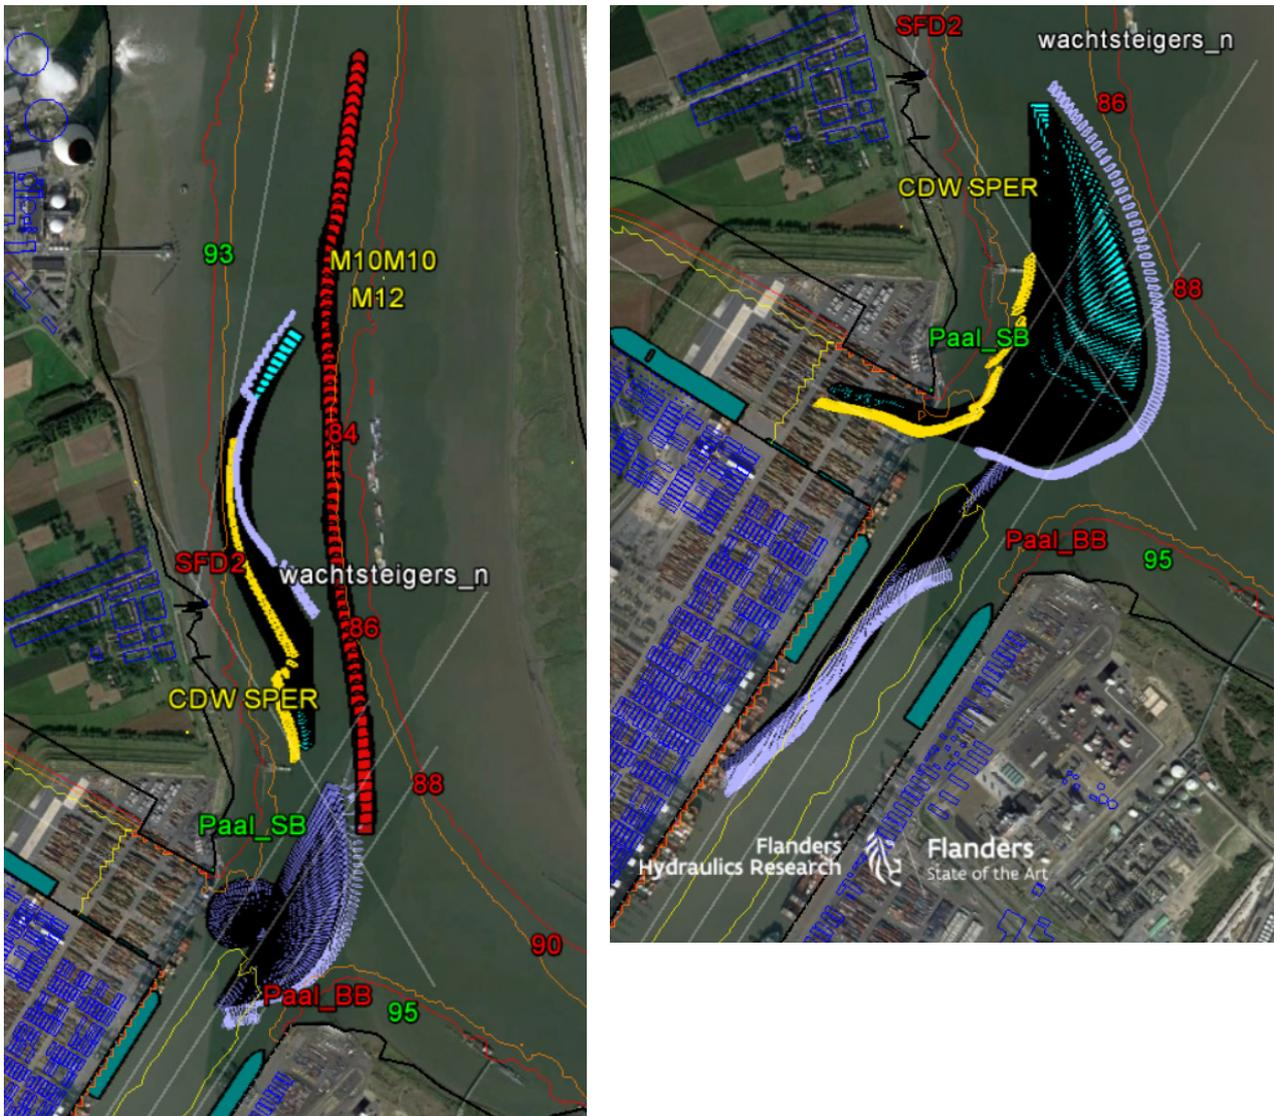 93
M10M10
M12
84
SFD2
wachtsteigers_n
86
CDW SPER
88
Paal_SB
90
Paal_BB
95
SFD2
wachtsteigers_n
86
CDW SPER
88
Paal_SB
Paal_BB
95
Flanders
Hydraulics Research
Flanders
State of the Art